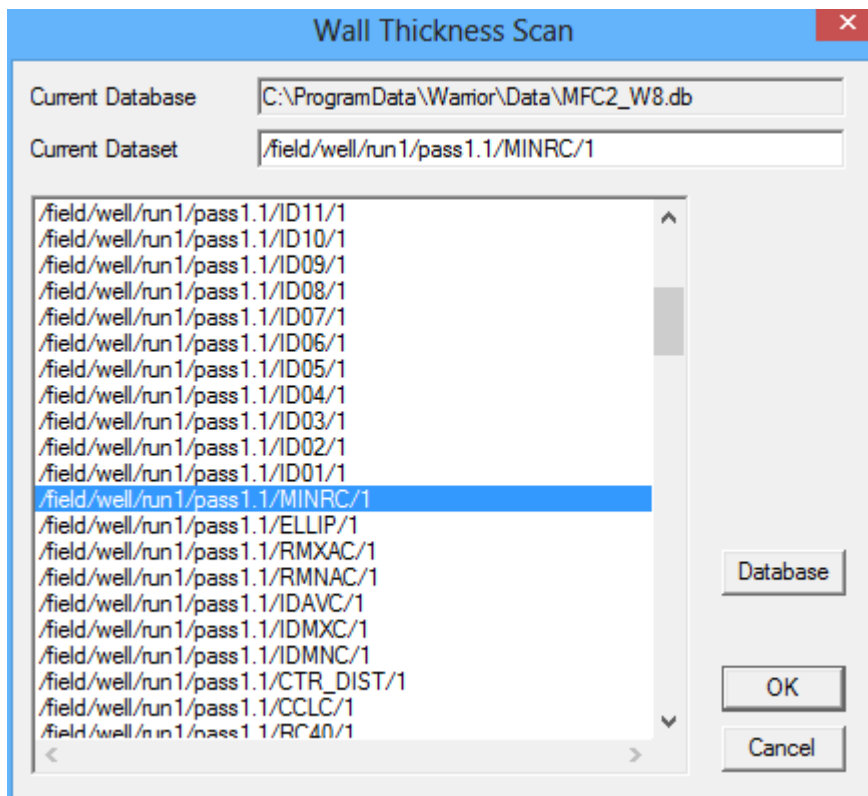 Wall Thickness Scan
Current Database C:\ProgramData\Warrior\Data\MFC2_W8.db
Current Dataset /field/well/run1/pass1.1/MINRC/1
/field/well/run1/pass1.1/ID11/1
/field/well/run1/pass1.1/ID10/1
/field/well/run1/pass1.1/ID09/1
/field/well/run1/pass1.1/ID08/1
/field/well/run1/pass1.1/ID07/1
/field/well/run1/pass1.1/ID06/1
/field/well/run1/pass1.1/ID05/1
/field/well/run1/pass1.1/ID04/1
/field/well/run1/pass1.1/ID03/1
/field/well/run1/pass1.1/ID02/1
/field/well/run1/pass1.1/ID01/1
/field/well/run1/pass1.1/MINRC/1
/field/well/run1/pass1.1/ELLIP/1
/field/well/run1/pass1.1/RMXAC/1
/field/well/run1/pass1.1/RMNAC/1
/field/well/run1/pass1.1/IDAVC/1
/field/well/run1/pass1.1/IDMXC/1
/field/well/run1/pass1.1/IDMNC/1
/field/well/run1/pass1.1/CTR_DIST/1
/field/well/run1/pass1.1/CCLC/1
/field/well/run1/pass1.1/RC40/1
Database
OK
Cancel